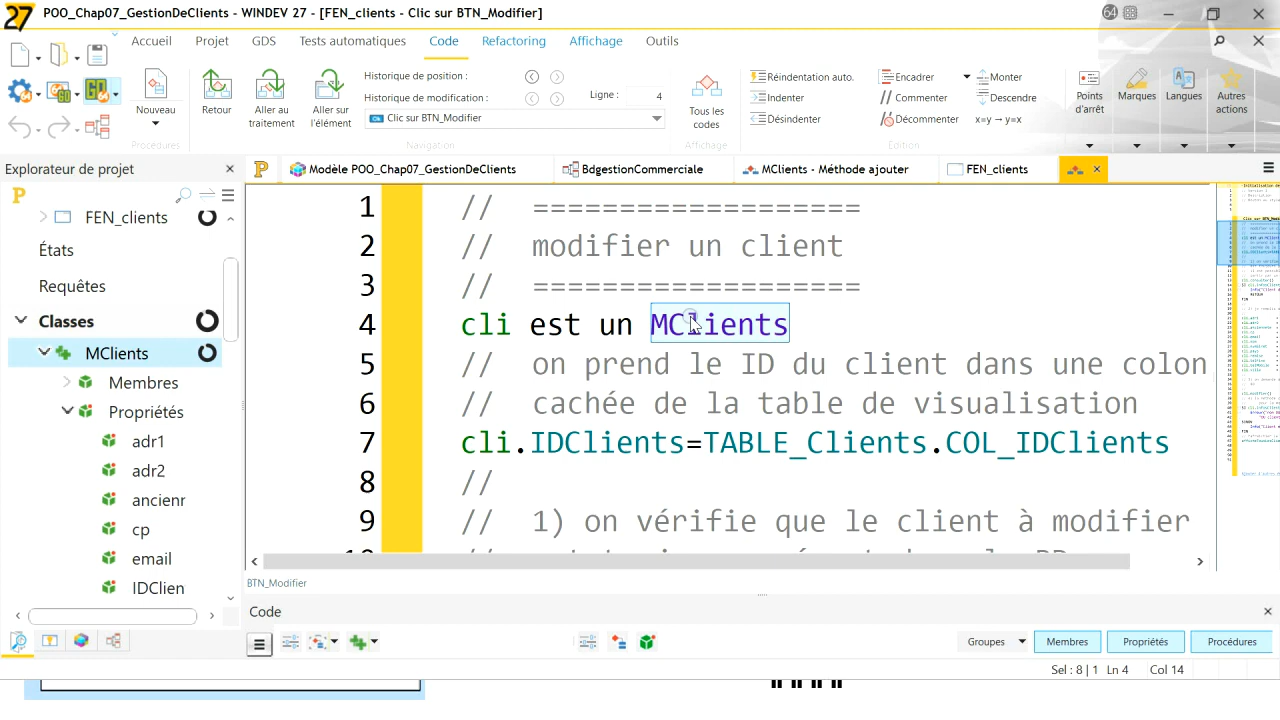 27 POO_Chap07_GestionDeClients - WINDEV 27 - [FEN_clients - Clic sur BTN_Modifier] 64
Accueil Projet GDS Tests automatiques Code Refactoring Affichage Outils
Nouveau
Procédures
Retour
Aller au traitement
Aller sur l'élément
Historique de position :
Historique de modification :
Ligne : 4
Clic sur BTN_Modifier
Navigation
Tous les codes
Affichage
Réinitentation auto.
Indenter
Désindenter
Encadrer
Commenter
Décommenter
Monter
Descendre
x=y → y=x
Edition
Points d'arrêt
Marques
Langues
Autres actions
Explorateur de projet
Modèle POO_Chap07_GestionDeClients
BdgestionCommerciale
MClients - Méthode ajouter
FEN_clients
FEN_clients
États
Requêtes
Classes
MClients
Membres
Propriétés
adr1
adr2
ancienr
cp
email
IDClien
1 // ===================
2 // modifier un client
3 // ===================
4 cli est un MClients
5 // on prend le ID du client dans une colon
6 // cachée de la table de visualisation
7 cli.IDClients=TABLE_Clients.COL_IDClients
8 //
9 // 1) on vérifie que le client à modifier
BTN_Modifier
Code
Groupes Membres Propriétés Procédures
Sel : 8 | 1 Ln 4 Col 14